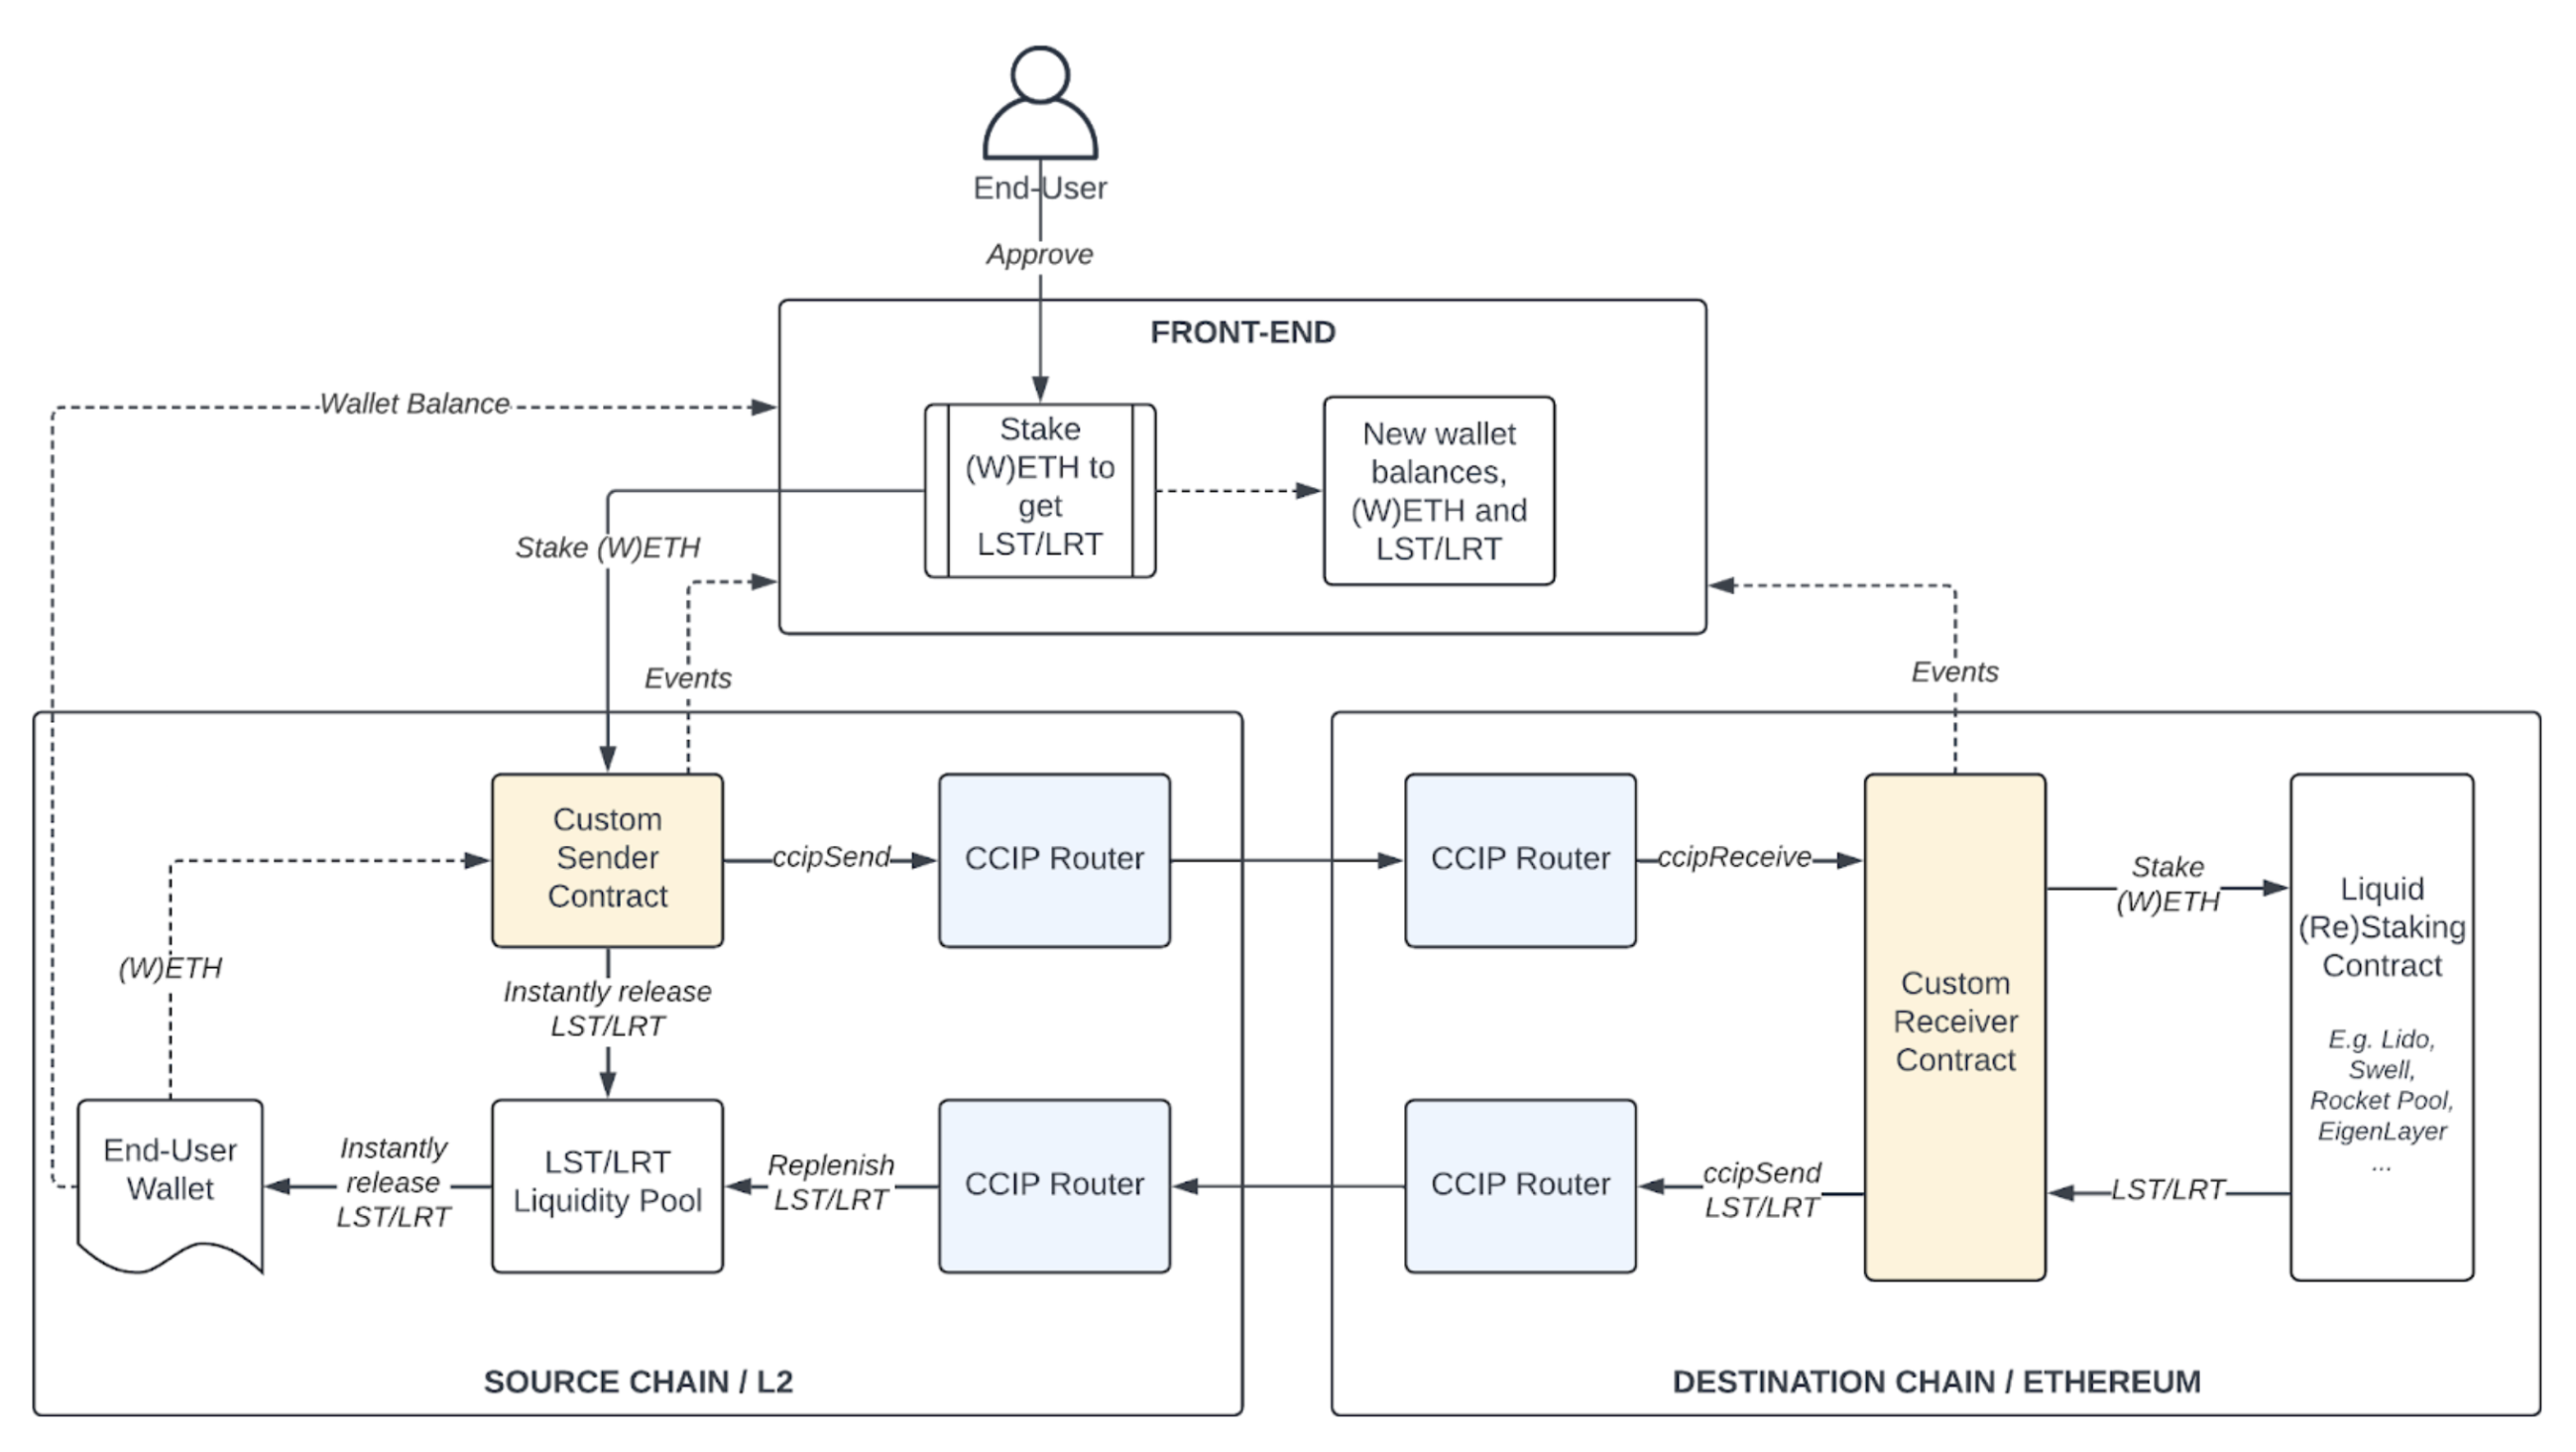 End-User
Approve
FRONT-END
Wallet Balance
Stake
(W)ETH to
get
LST/LRT
New wallet
balances,
(W)ETH and
LST/LRT
Stake (W)ETH
Events
Events
Custom
Sender
Contract
ccipSend
CCIP Router
CCIP Router
ccipReceive
Custom
Receiver
Contract
Stake
(W)ETH
Liquid
(Re)Staking
Contract
E.g. Lido,
Swell,
Rocket Pool,
EigenLayer
...
(W)ETH
Instantly release
LST/LRT
End-User
Wallet
Instantly
release
LST/LRT
LST/LRT
Liquidity Pool
Replenish
LST/LRT
CCIP Router
CCIP Router
ccipSend
LST/LRT
LST/LRT
SOURCE CHAIN / L2
DESTINATION CHAIN / ETHEREUM